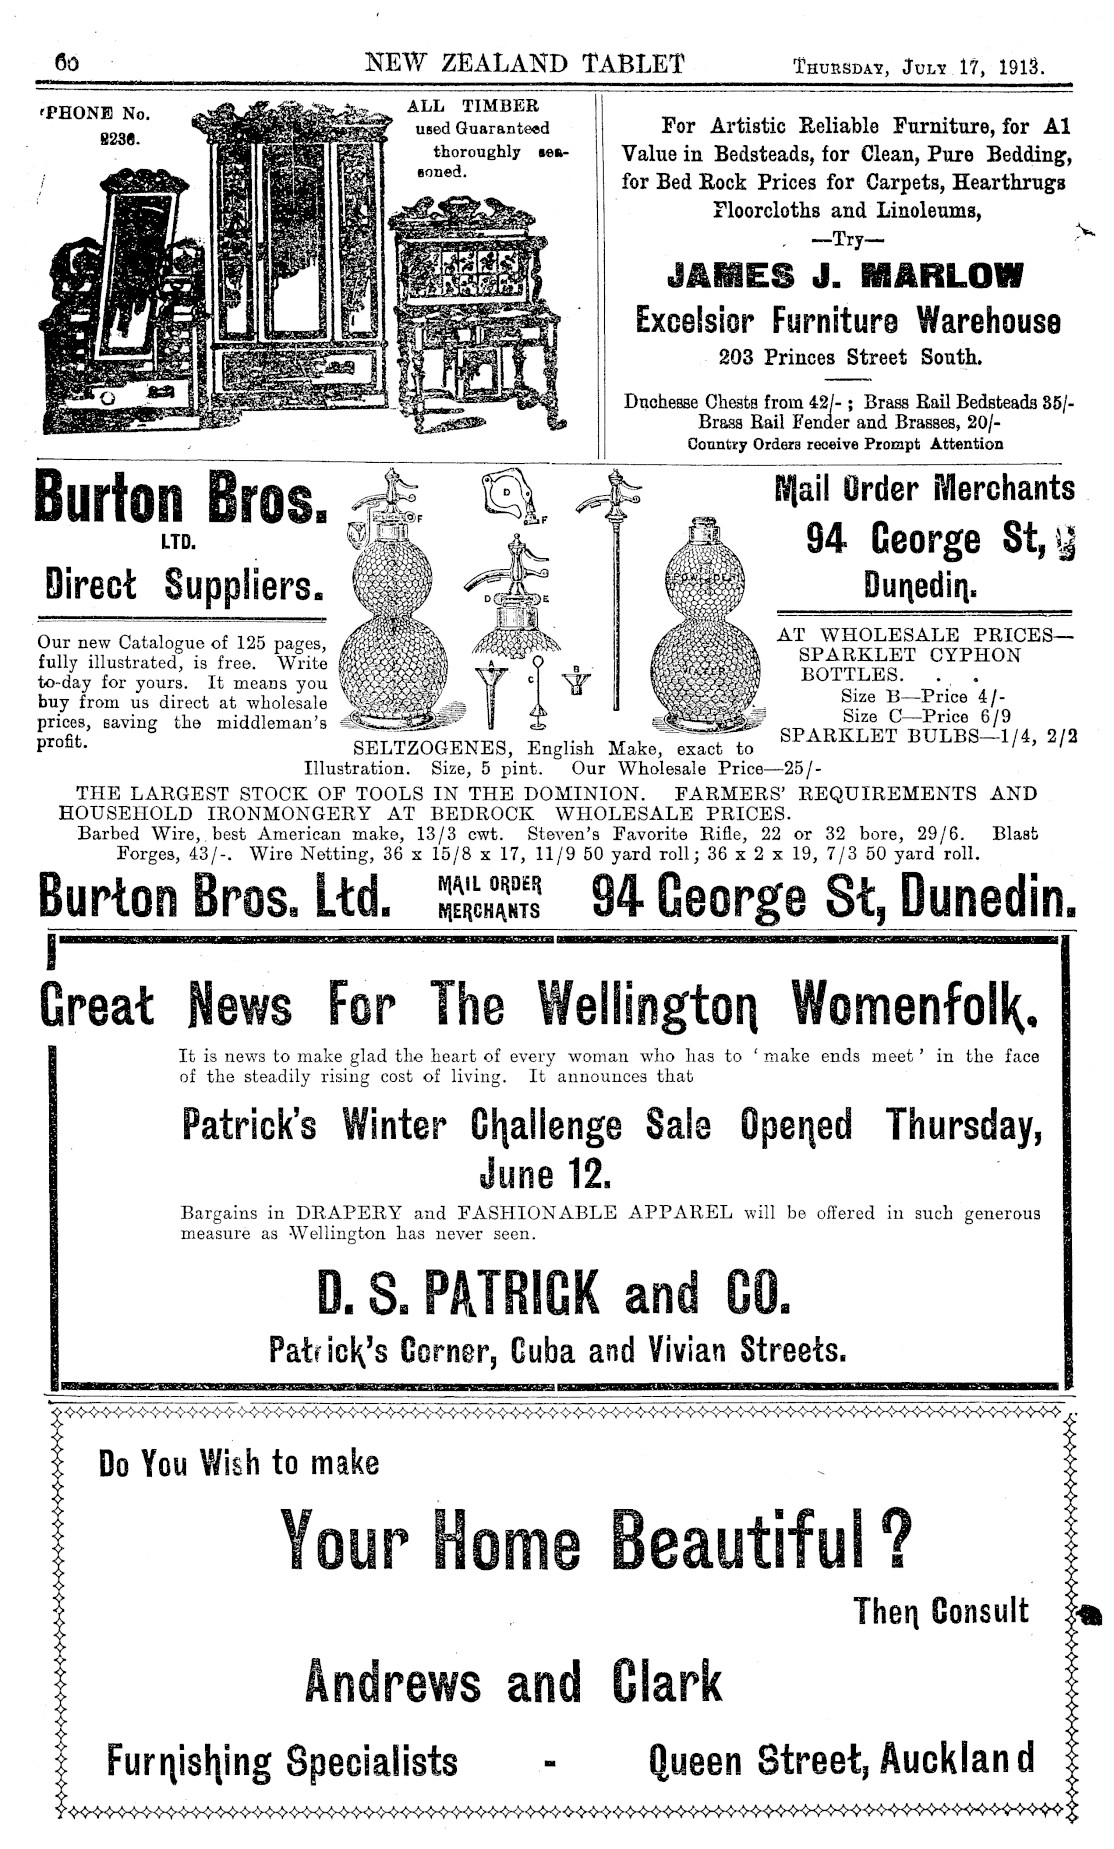 60 NEW ZEALAND TABLET THURSDAY, JULY 17, 1913.
'PHONE No.
2236.
ALL TIMBER
used Guaranteed
thoroughly sea-
soned.
For Artistic Reliable Furniture, for A1
Value in Bedsteads, for Clean, Pure Bedding,
for Bed Rock Prices for Carpets, Hearthrugs
Floorcloths and Linoleums,
—Try—
JAMES J. MARLOW
Excelsior Furniture Warehouse
203 Princes Street South.
Duchesse Chests from 42/- ; Brass Rail Bedsteads 35/-
Brass Rail Fender and Brasses, 20/-
Country Orders receive Prompt Attention
Burton Bros.
LTD.
Direct Suppliers.
Our new Catalogue of 125 pages,
fully illustrated, is free. Write
to-day for yours. It means you
buy from us direct at wholesale
prices, saving the middleman's
profit.
F
D
F
D E
A
C
B
POWDER
WATER
Mail Order Merchants
94 George St,
Dunedin.
AT WHOLESALE PRICES—
SPARKLET CYPHON
BOTTLES. . .
Size B—Price 4/-
Size C—Price 6/9
SPARKLET BULBS—1/4, 2/2
SELTZOGENES, English Make, exact to
Illustration. Size, 5 pint. Our Wholesale Price—25/-
THE LARGEST STOCK OF TOOLS IN THE DOMINION. FARMERS' REQUIREMENTS AND
HOUSEHOLD IRONMONGERY AT BEDROCK WHOLESALE PRICES.
Barbed Wire, best American make, 13/3 cwt. Steven's Favorite Rifle, 22 or 32 bore, 29/6. Blast
Forges, 43/-. Wire Netting, 36 x 15/8 x 17, 11/9 50 yard roll; 36 x 2 x 19, 7/3 50 yard roll.
Burton Bros. Ltd. MAIL ORDER MERCHANTS 94 George St, Dunedin.
Great News For The Wellington Womenfolk.
It is news to make glad the heart of every woman who has to 'make ends meet' in the face
of the steadily rising cost of living. It announces that
Patrick's Winter Challenge Sale Opened Thursday,
June 12.
Bargains in DRAPERY and FASHIONABLE APPAREL will be offered in such generous
measure as Wellington has never seen.
D. S. PATRICK and CO.
Patrick's Corner, Cuba and Vivian Streets.
Do You Wish to make
Your Home Beautiful?
Then Consult
Andrews and Clark
Furnishing Specialists - Queen Street, Auckland